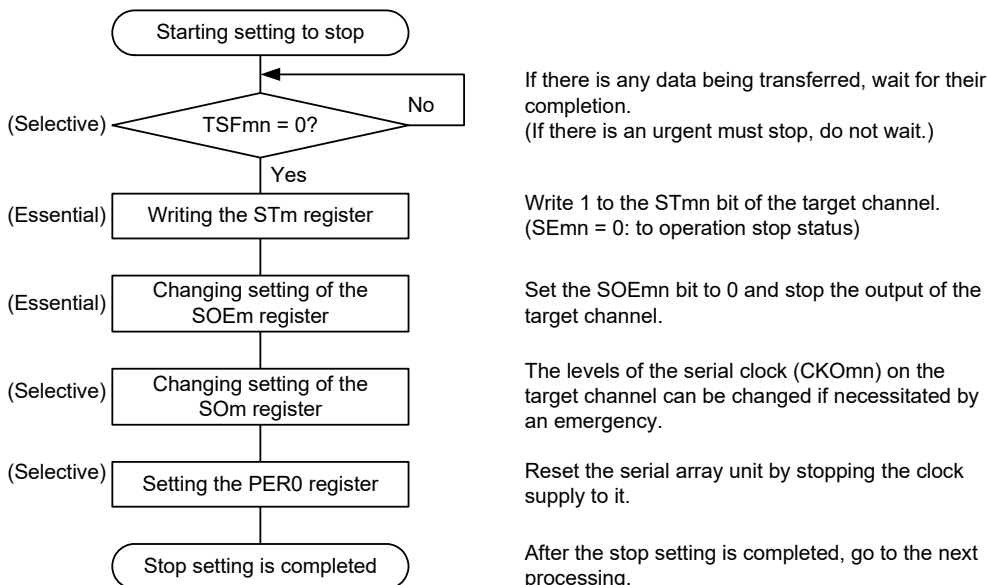 Starting setting to stop
If there is any data being transferred, wait for their
completion.
(If there is an urgent must stop, do not wait.)
(Selective)
TSFmn = 0?
No
Yes
(Essential)
Writing the STm register
Write 1 to the STmn bit of the target channel.
(SEmn = 0: to operation stop status)
(Essential)
Changing setting of the
SOEm register
Set the SOEmn bit to 0 and stop the output of the
target channel.
(Selective)
Changing setting of the
SOm register
The levels of the serial clock (CKOmn) on the
target channel can be changed if necessitated by
an emergency.
(Selective)
Setting the PER0 register
Reset the serial array unit by stopping the clock
supply to it.
Stop setting is completed
After the stop setting is completed, go to the next
processing.